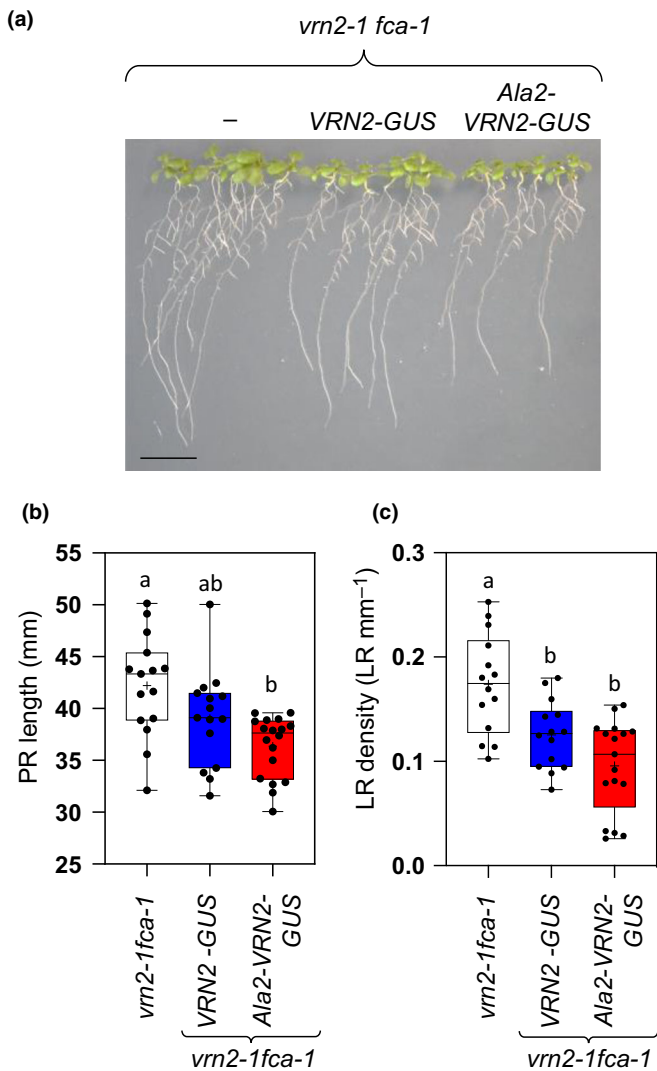 (a)
vrn2-1 fca-1
–
VRN2-GUS
Ala2-
VRN2-GUS
(b)
PR length (mm)
55
50
45
40
35
30
25
a
ab
b
vrn2-1fca-1
VRN2 -GUS
Ala2-VRN2-
GUS
vrn2-1fca-1
(c)
LR density (LR mm⁻¹)
0.3
0.2
0.1
0.0
a
b
b
vrn2-1fca-1
VRN2 -GUS
Ala2-VRN2-
GUS
vrn2-1fca-1